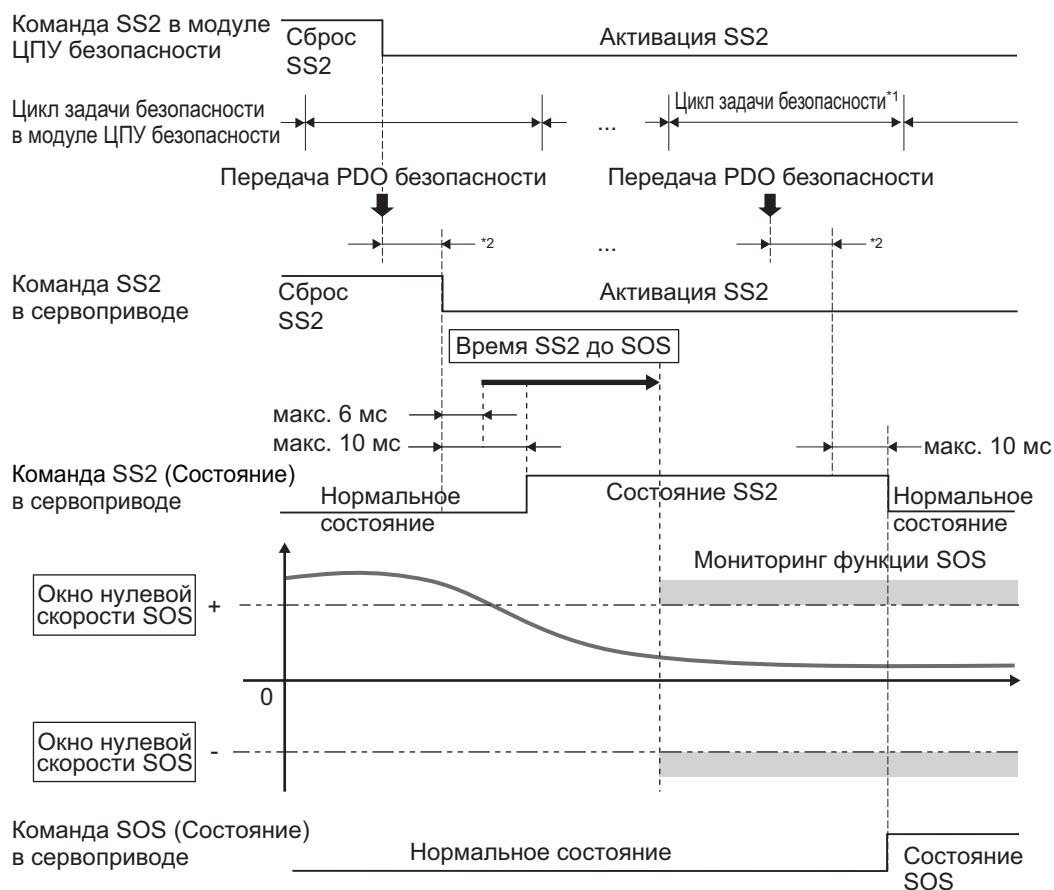 Команда SS2 в модуле
ЦПУ безопасности
Сброс
SS2
Активация SS2
Цикл задачи безопасности
в модуле ЦПУ безопасности
...
Цикл задачи безопасности*1
Передача PDO безопасности
Передача PDO безопасности
*2
...
*2
Команда SS2
в сервоприводе
Сброс
SS2
Активация SS2
Время SS2 до SOS
макс. 6 мс
макс. 10 мс
макс. 10 мс
Команда SS2 (Состояние)
в сервоприводе
Нормальное
состояние
Состояние SS2
Нормальное
состояние
Мониторинг функции SOS
Окно нулевой
скорости SOS
+
0
Окно нулевой
скорости SOS
-
Команда SOS (Состояние)
в сервоприводе
Нормальное состояние
Состояние
SOS